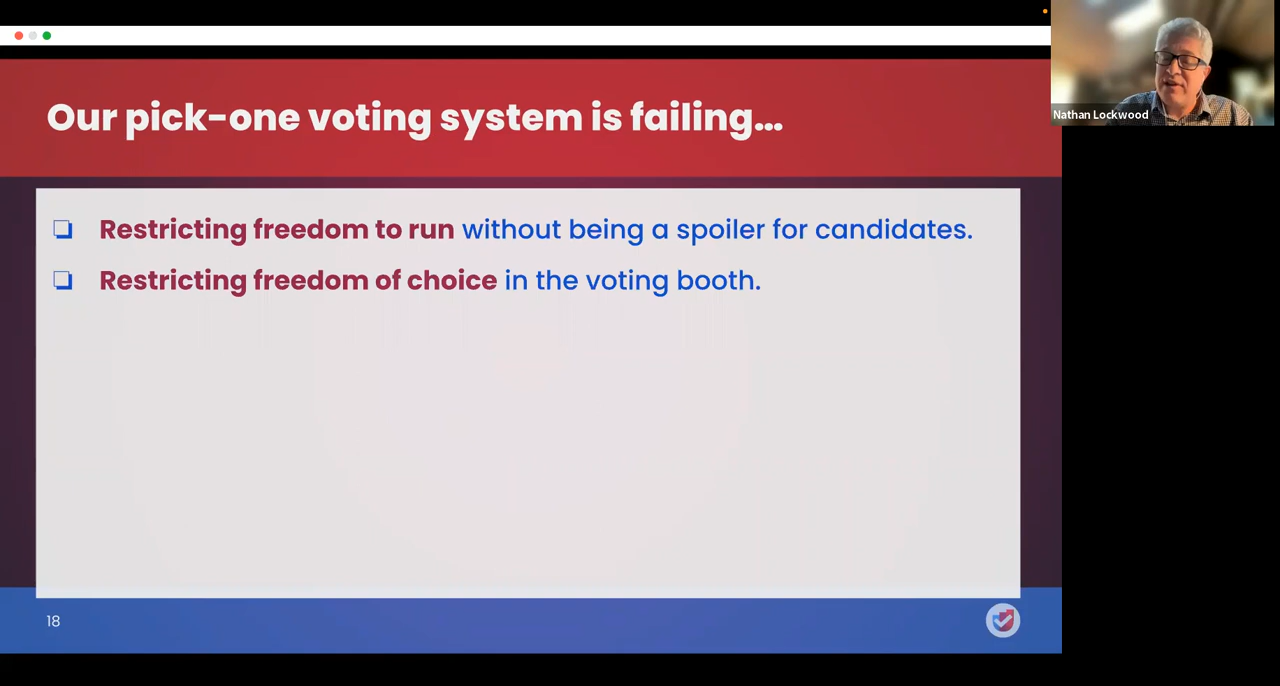 Our pick-one voting system is failing...
Nathan Lockwood
Restricting freedom to run without being a spoiler for candidates.
Restricting freedom of choice in the voting booth.
18